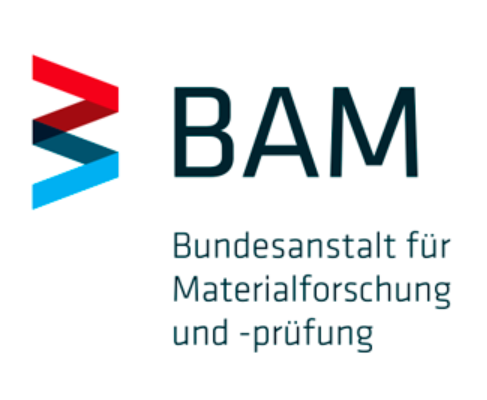 BAM
Bundesanstalt für
Materialforschung
und -prüfung